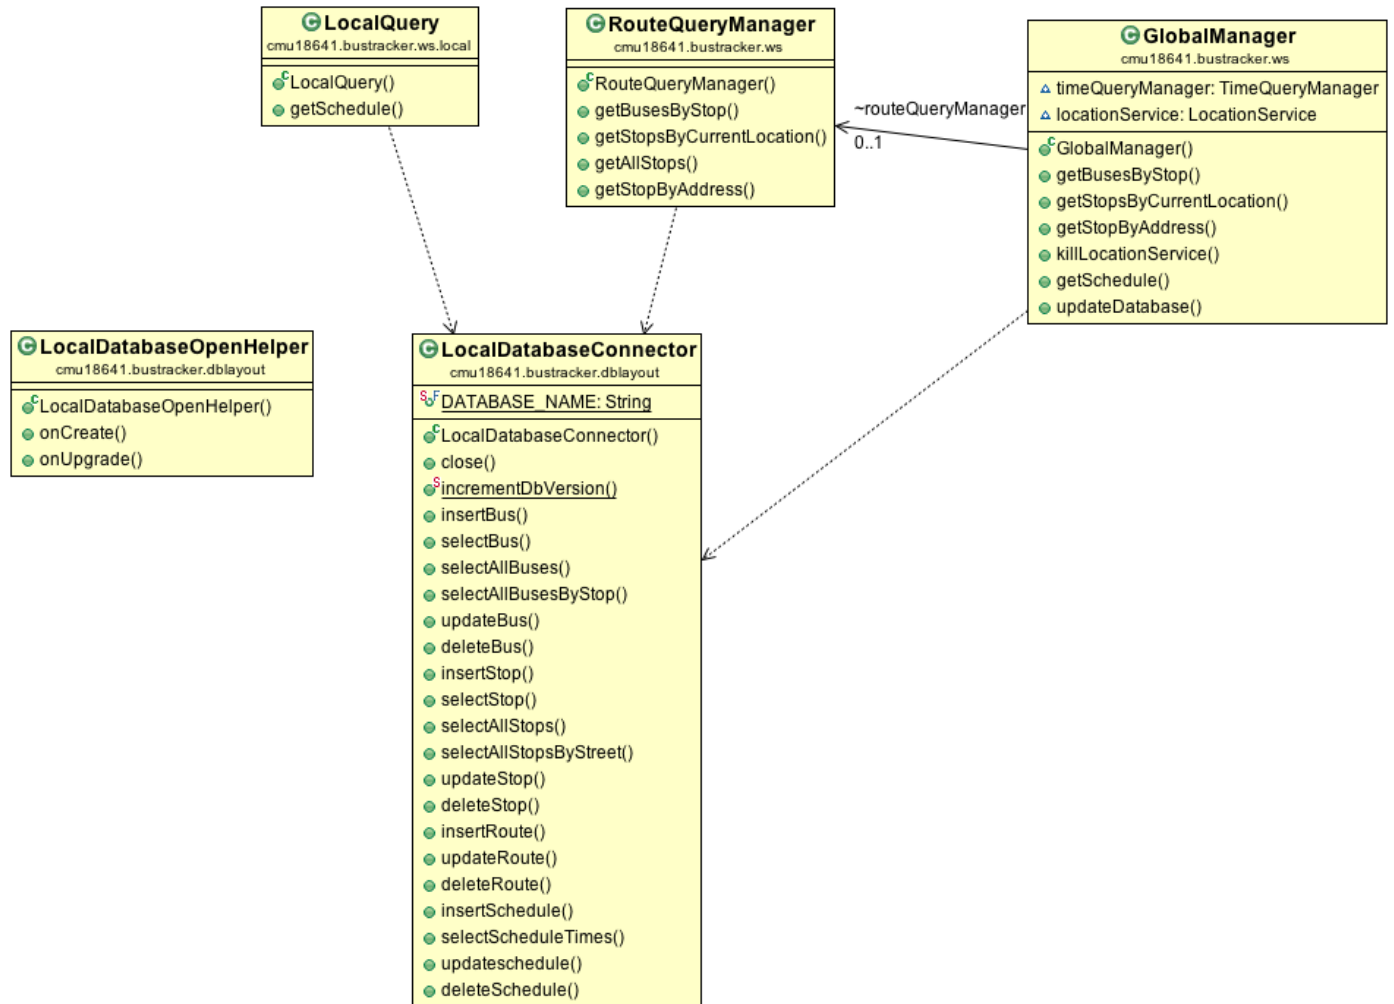 LocalQuery
cmu18641.bustracker.ws.local
LocalQuery()
getSchedule()
RouteQueryManager
cmu18641.bustracker.ws
RouteQueryManager()
getBusesByStop()
getStopsByCurrentLocation()
getAllStops()
getStopByAddress()
~routeQueryManager
0..1
GlobalManager
cmu18641.bustracker.ws
timeQueryManager: TimeQueryManager
locationService: LocationService
GlobalManager()
getBusesByStop()
getStopsByCurrentLocation()
getStopByAddress()
killLocationService()
getSchedule()
updateDatabase()
LocalDatabaseOpenHelper
cmu18641.bustracker.dblayout
LocalDatabaseOpenHelper()
onCreate()
onUpgrade()
LocalDatabaseConnector
cmu18641.bustracker.dblayout
DATABASE_NAME: String
LocalDatabaseConnector()
close()
incrementDbVersion()
insertBus()
selectBus()
selectAllBuses()
selectAllBusesByStop()
updateBus()
deleteBus()
insertStop()
selectStop()
selectAllStops()
selectAllStopsByStreet()
updateStop()
deleteStop()
insertRoute()
updateRoute()
deleteRoute()
insertSchedule()
selectScheduleTimes()
updateschedule()
deleteSchedule()